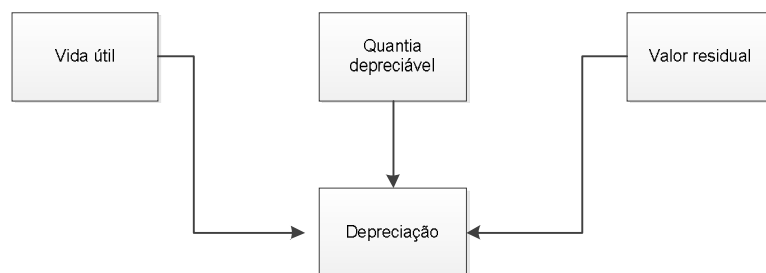 Vida útil
Quantia
depreciável
Valor residual
Depreciação